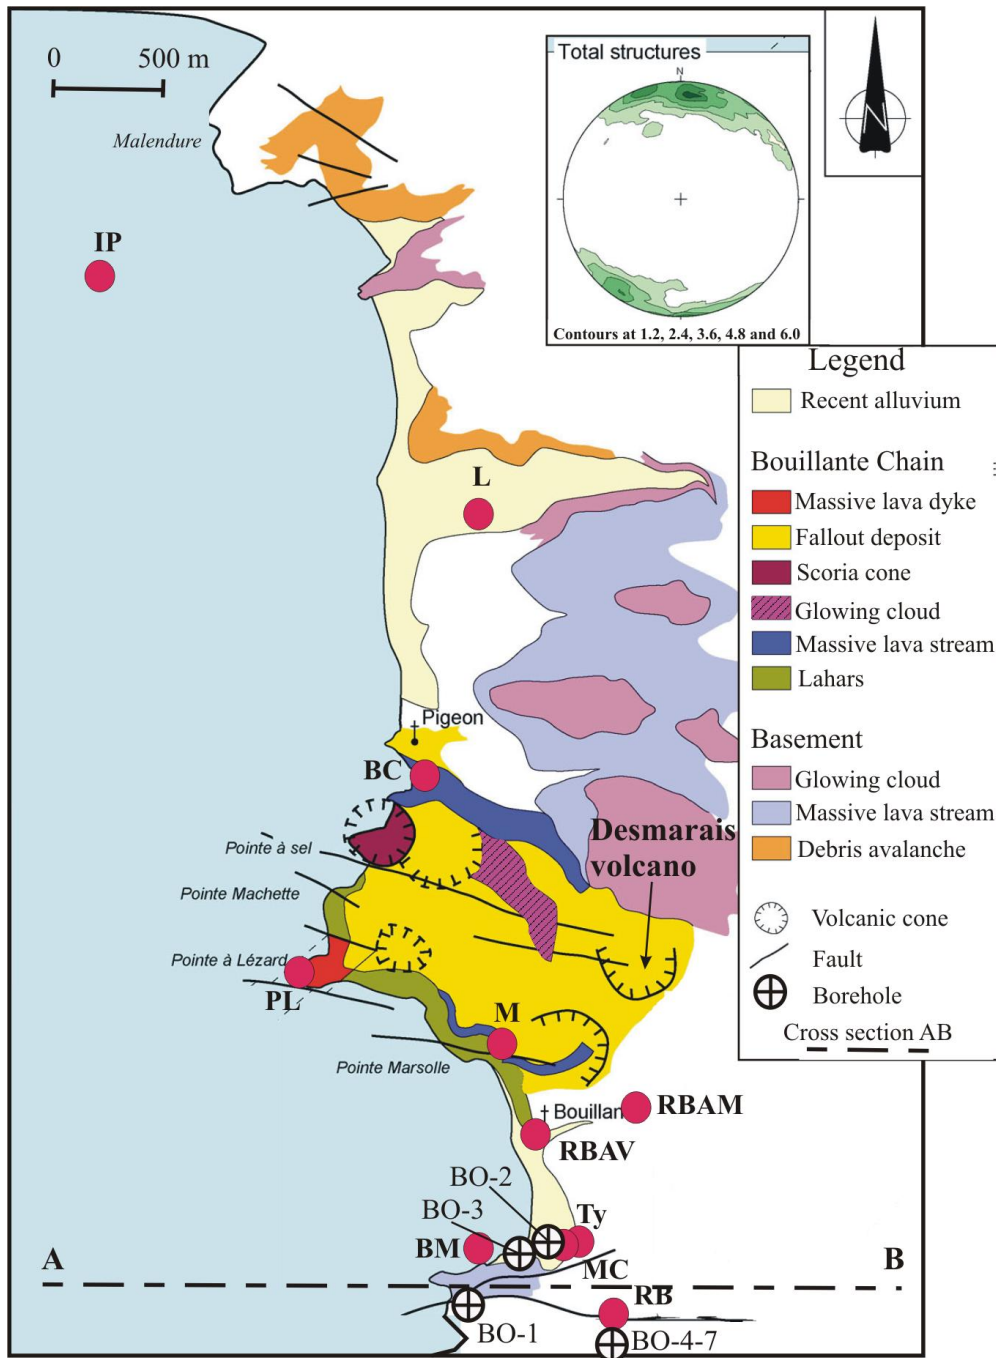 Total structures
N
Contours at 1.2, 2.4, 3.6, 4.8 and 6.0
N
0 500 m
Malendure
IP
L
Legend
Recent alluvium
Bouillante Chain
Massive lava dyke
Fallout deposit
Scoria cone
Glowing cloud
Massive lava stream
Lahars
Basement
Glowing cloud
Massive lava stream
Debris avalanche
Volcanic cone
Fault
Borehole
Cross section AB
Pigeon
BC
Desmarais
volcano
Pointe à sel
Pointe Machette
Pointe à Lézard
PL
M
Pointe Marsolle
RBAM
Bouillan
RBAV
BO-2
BO-3
Ty
BM
MC
A
B
RB
BO-1
BO-4-7